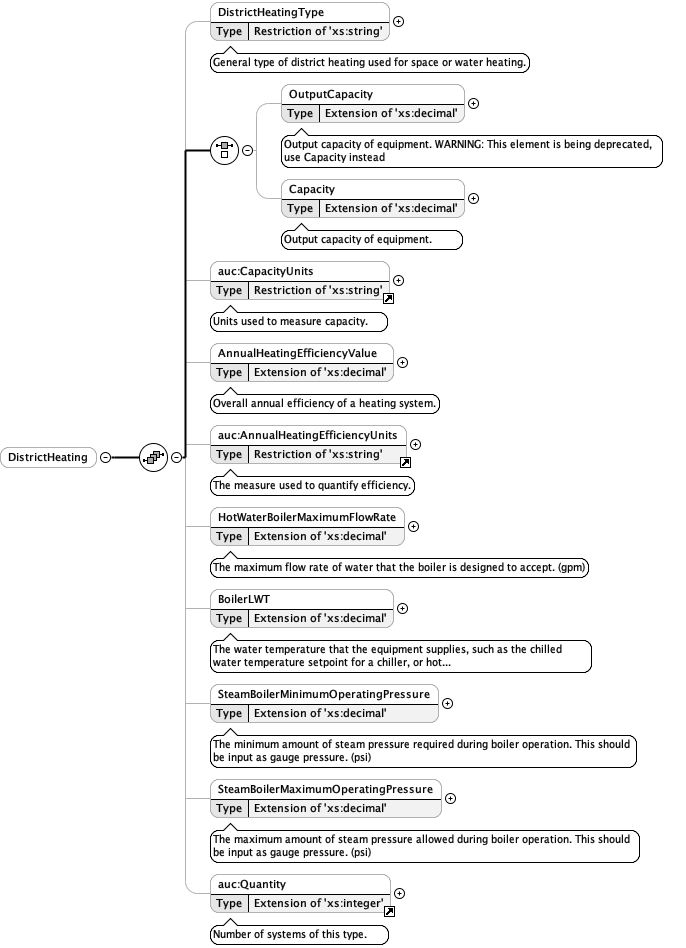 DistrictHeatingType
Type Restriction of 'xs:string'
General type of district heating used for space or water heating.
OutputCapacity
Type Extension of 'xs:decimal'
Output capacity of equipment. WARNING: This element is being deprecated,
use Capacity instead
Capacity
Type Extension of 'xs:decimal'
Output capacity of equipment.
auc:CapacityUnits
Type Restriction of 'xs:string'
Units used to measure capacity.
AnnualHeatingEfficiencyValue
Type Extension of 'xs:decimal'
Overall annual efficiency of a heating system.
auc:AnnualHeatingEfficiencyUnits
Type Restriction of 'xs:string'
DistrictHeating
The measure used to quantify efficiency.
HotWaterBoilerMaximumFlowRate
Type Extension of 'xs:decimal'
The maximum flow rate of water that the boiler is designed to accept. (gpm)
BoilerLWT
Type Extension of 'xs:decimal'
The water temperature that the equipment supplies, such as the chilled
water temperature setpoint for a chiller, or hot...
SteamBoilerMinimumOperatingPressure
Type Extension of 'xs:decimal'
The minimum amount of steam pressure required during boiler operation. This should
be input as gauge pressure. (psi)
SteamBoilerMaximumOperatingPressure
Type Extension of 'xs:decimal'
The maximum amount of steam pressure allowed during boiler operation. This should
be input as gauge pressure. (psi)
auc:Quantity
Type Extension of 'xs:integer'
Number of systems of this type.